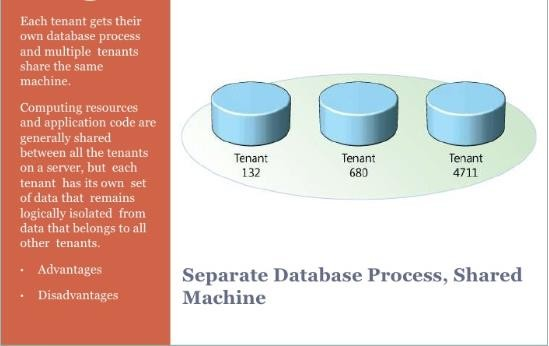 Each tenant gets their
own database process
and multiple tenants
share the same
machine.
Computing resources
and application code are
generally shared
between all the tenants
on a server, but each
tenant has its own set
of data that remains
logically isolated from
data that belongs to all
other tenants.
• Advantages
• Disadvantages
Tenant
132
Tenant
680
Tenant
4711
Separate Database Process, Shared
Machine